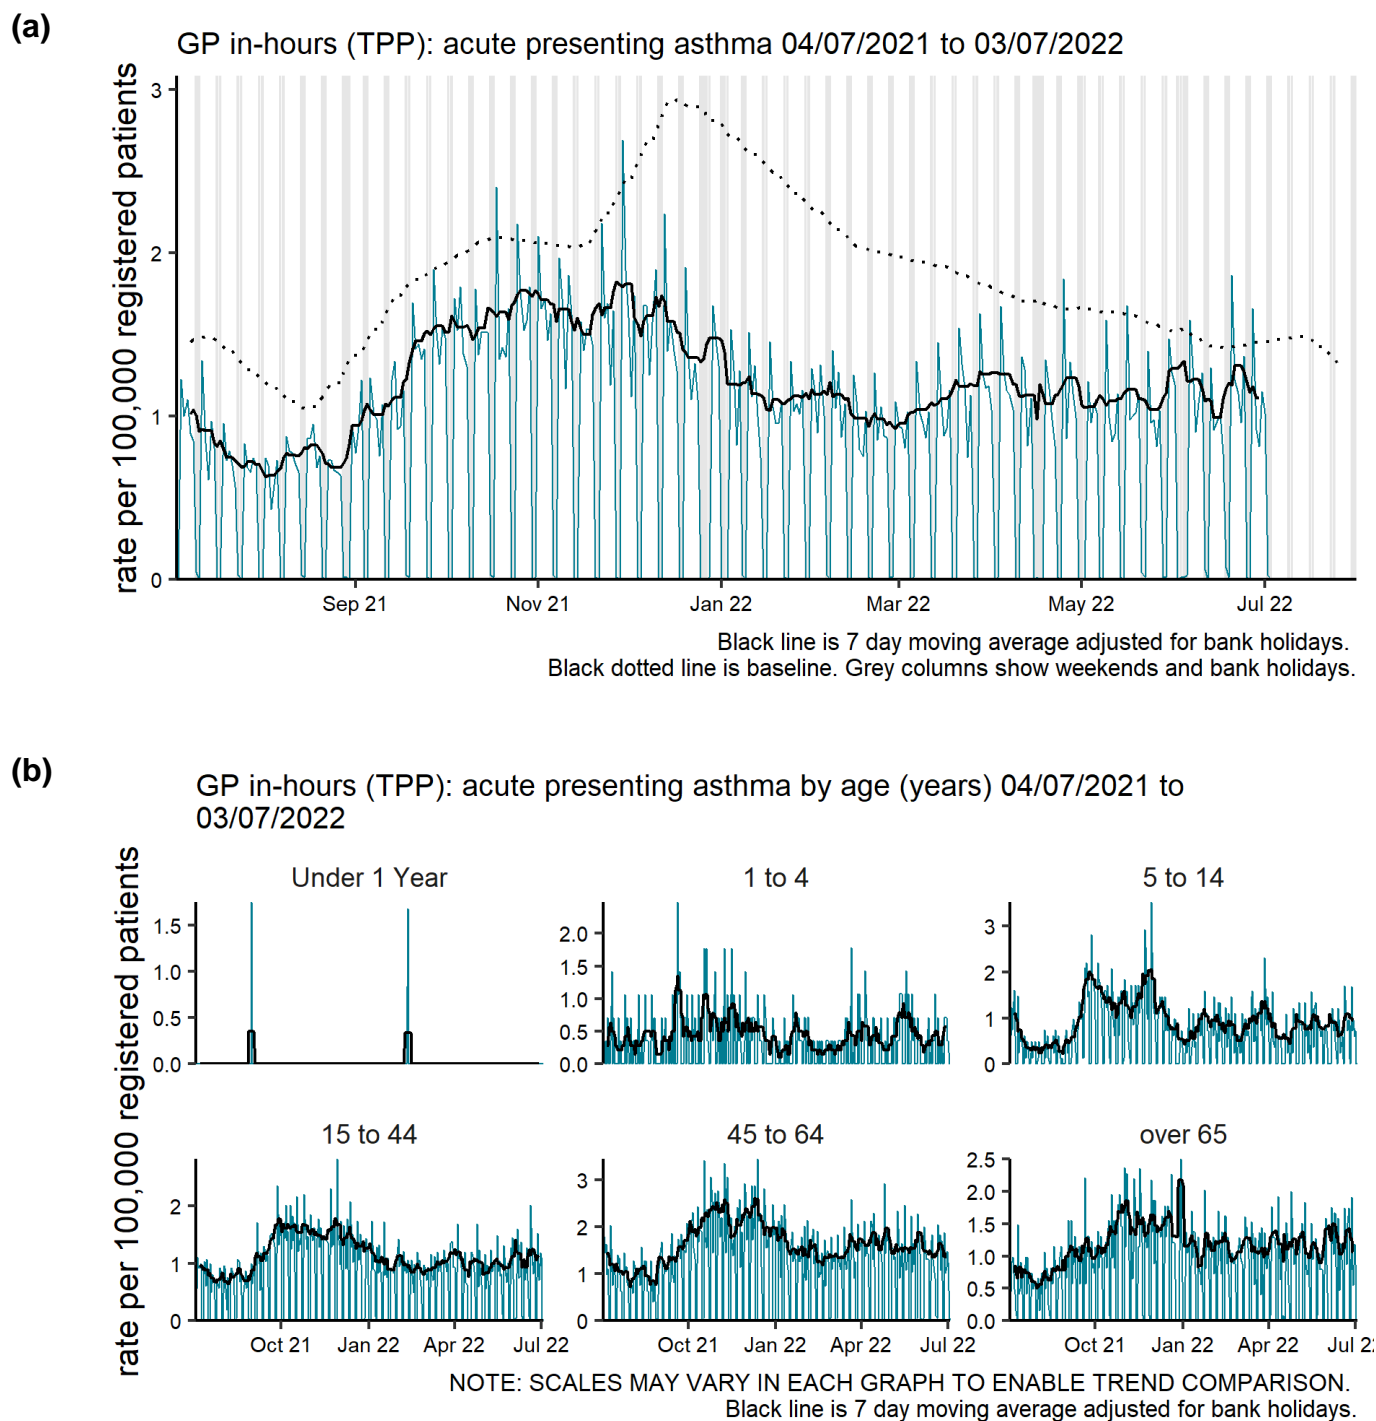 (a)
GP in-hours (TPP): acute presenting asthma 04/07/2021 to 03/07/2022
rate per 100,000 registered patients
3
2
1
0
Sep 21 Nov 21 Jan 22 Mar 22 May 22 Jul 22
Black line is 7 day moving average adjusted for bank holidays.
Black dotted line is baseline. Grey columns show weekends and bank holidays.
(b)
GP in-hours (TPP): acute presenting asthma by age (years) 04/07/2021 to
03/07/2022
rate per 100,000 registered patients
Under 1 Year
1.5
1.0
0.5
0.0
1 to 4
2.0
1.5
1.0
0.5
0.0
5 to 14
3
2
1
0
15 to 44
2
1
0
Oct 21 Jan 22 Apr 22 Jul 22
45 to 64
3
2
1
0
Oct 21 Jan 22 Apr 22 Jul 22
over 65
2.5
2.0
1.5
1.0
0.5
0.0
Oct 21 Jan 22 Apr 22 Jul 22
NOTE: SCALES MAY VARY IN EACH GRAPH TO ENABLE TREND COMPARISON.
Black line is 7 day moving average adjusted for bank holidays.